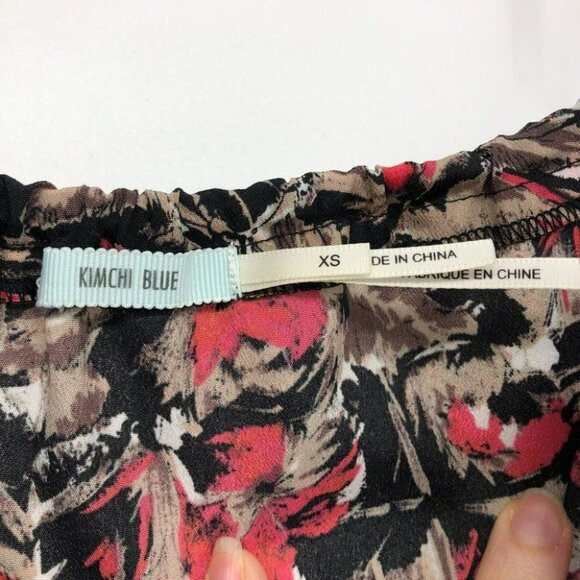 KIMCHI BLUE
XS
DE IN CHINA
ABRIQUE EN CHINE